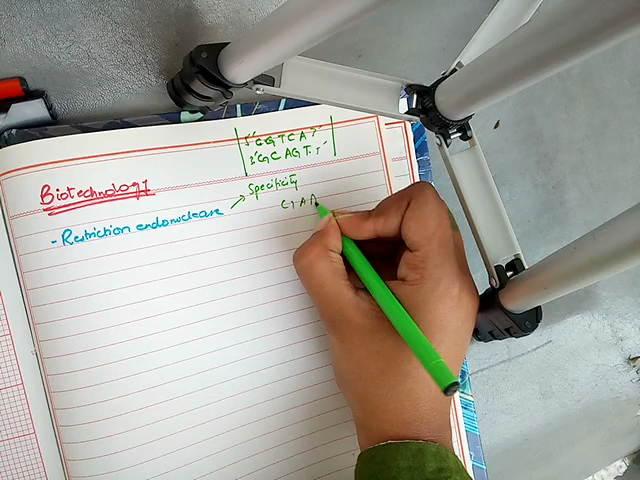 5' C G T C A 3'
3' G C A G T 5'
Biotechnology
Specificity
- Restriction endonuclease →
G A A